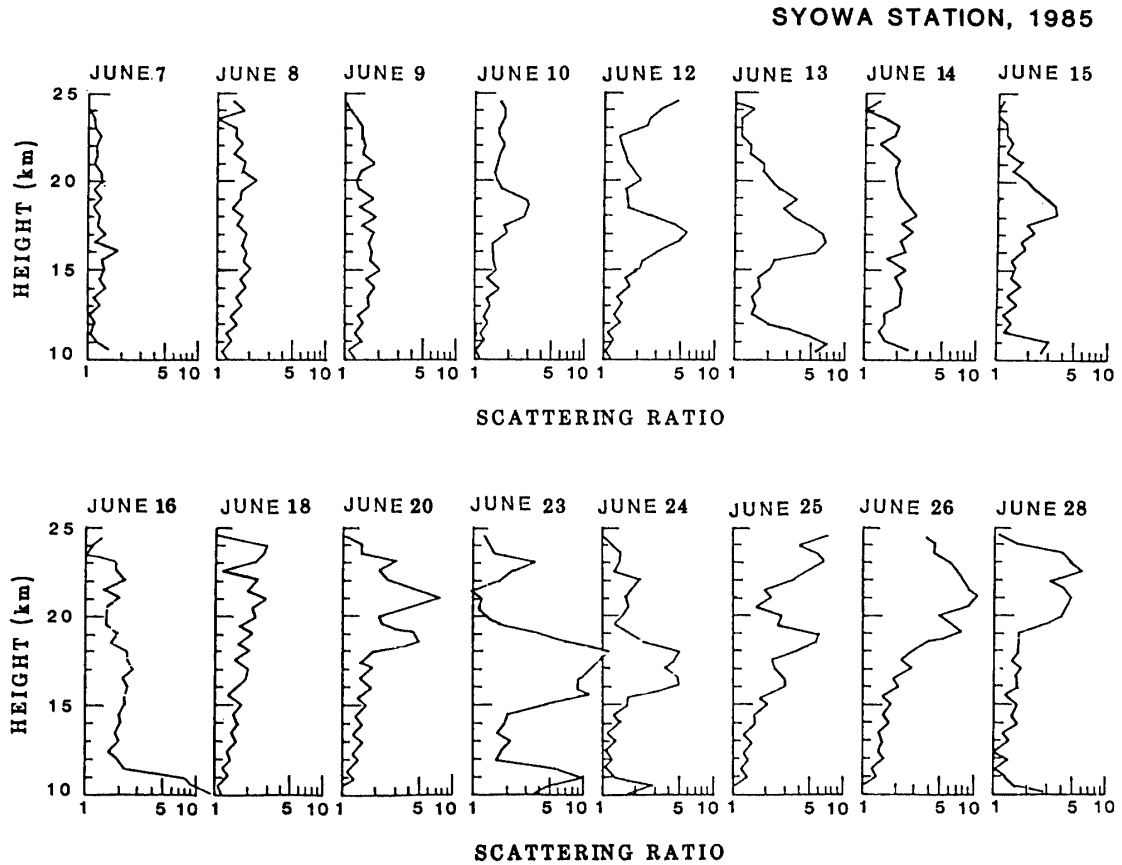 SYOWA STATION, 1985
JUNE 7 JUNE 8 JUNE 9 JUNE 10 JUNE 12 JUNE 13 JUNE 14 JUNE 15
25
20
15
10
HEIGHT (km)
1 5 10 1 5 10 1 5 10 1 5 10 1 5 10 1 5 10 1 5 10 1 5 10
SCATTERING RATIO
JUNE 16 JUNE 18 JUNE 20 JUNE 23 JUNE 24 JUNE 25 JUNE 26 JUNE 28
25
20
15
10
HEIGHT (km)
1 5 10 1 5 10 1 5 10 1 5 10 1 5 10 1 5 10 1 5 10 1 5 10
SCATTERING RATIO